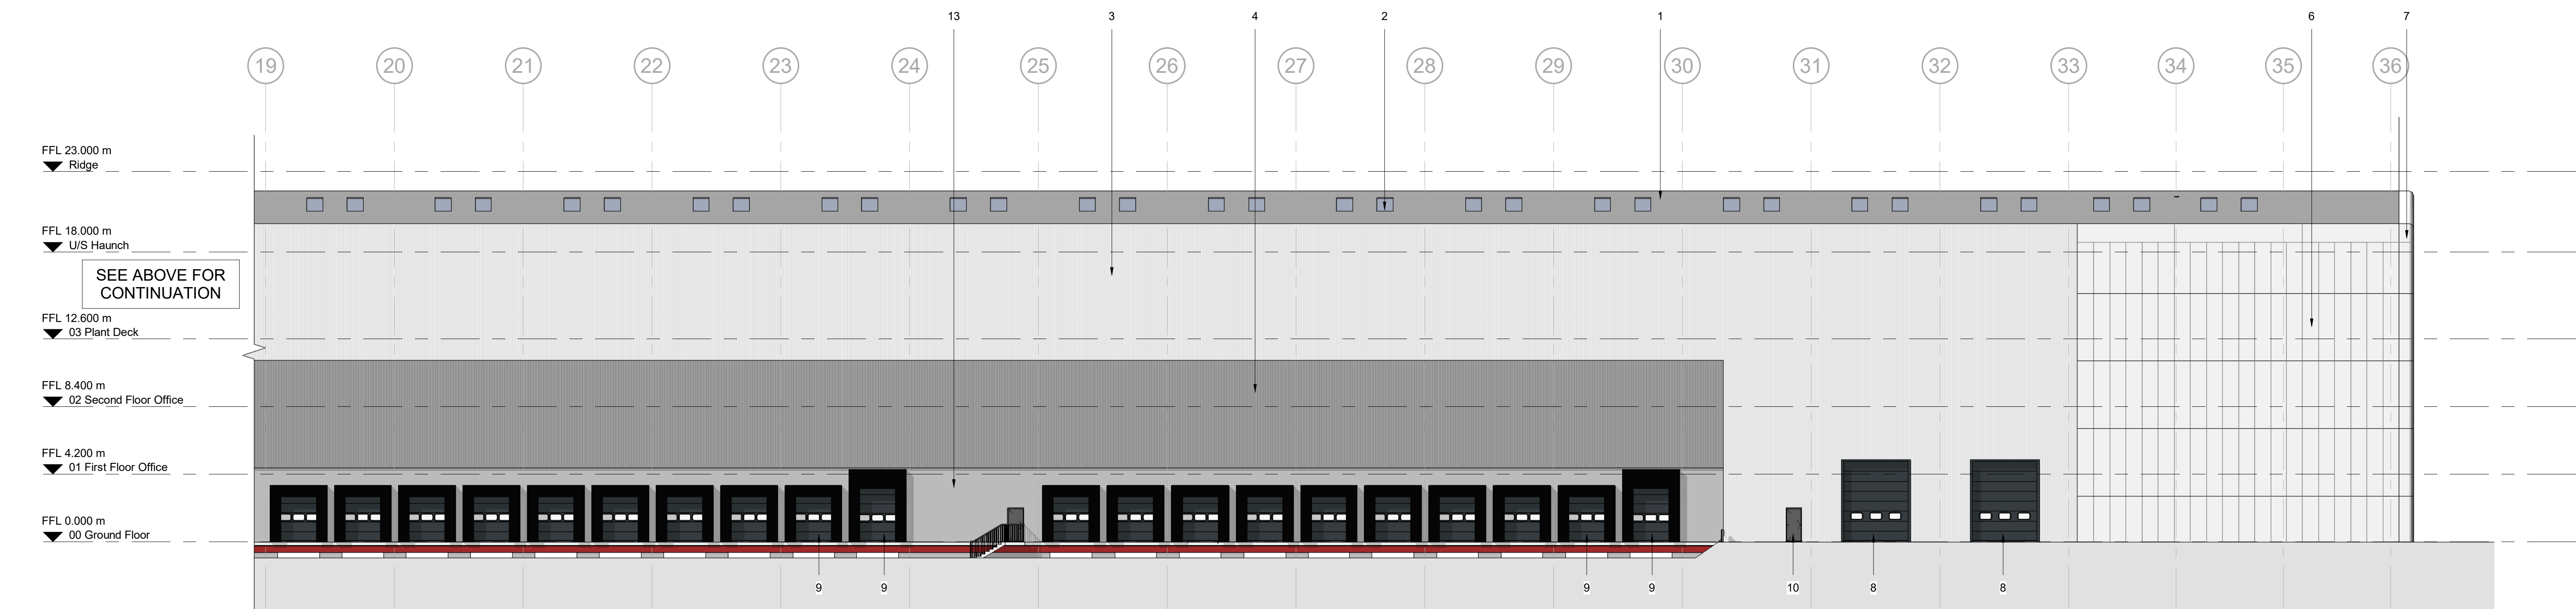 13 3 4 2 1 6 7
19 20 21 22 23 24 25 26 27 28 29 30 31 32 33 34 35 36
FFL 23.000 m
Ridge
FFL 18.000 m
U/S Haunch
SEE ABOVE FOR
CONTINUATION
FFL 12.600 m
03 Plant Deck
FFL 8.400 m
02 Second Floor Office
FFL 4.200 m
01 First Floor Office
FFL 0.000 m
00 Ground Floor
9 9 9 9 10 8 8